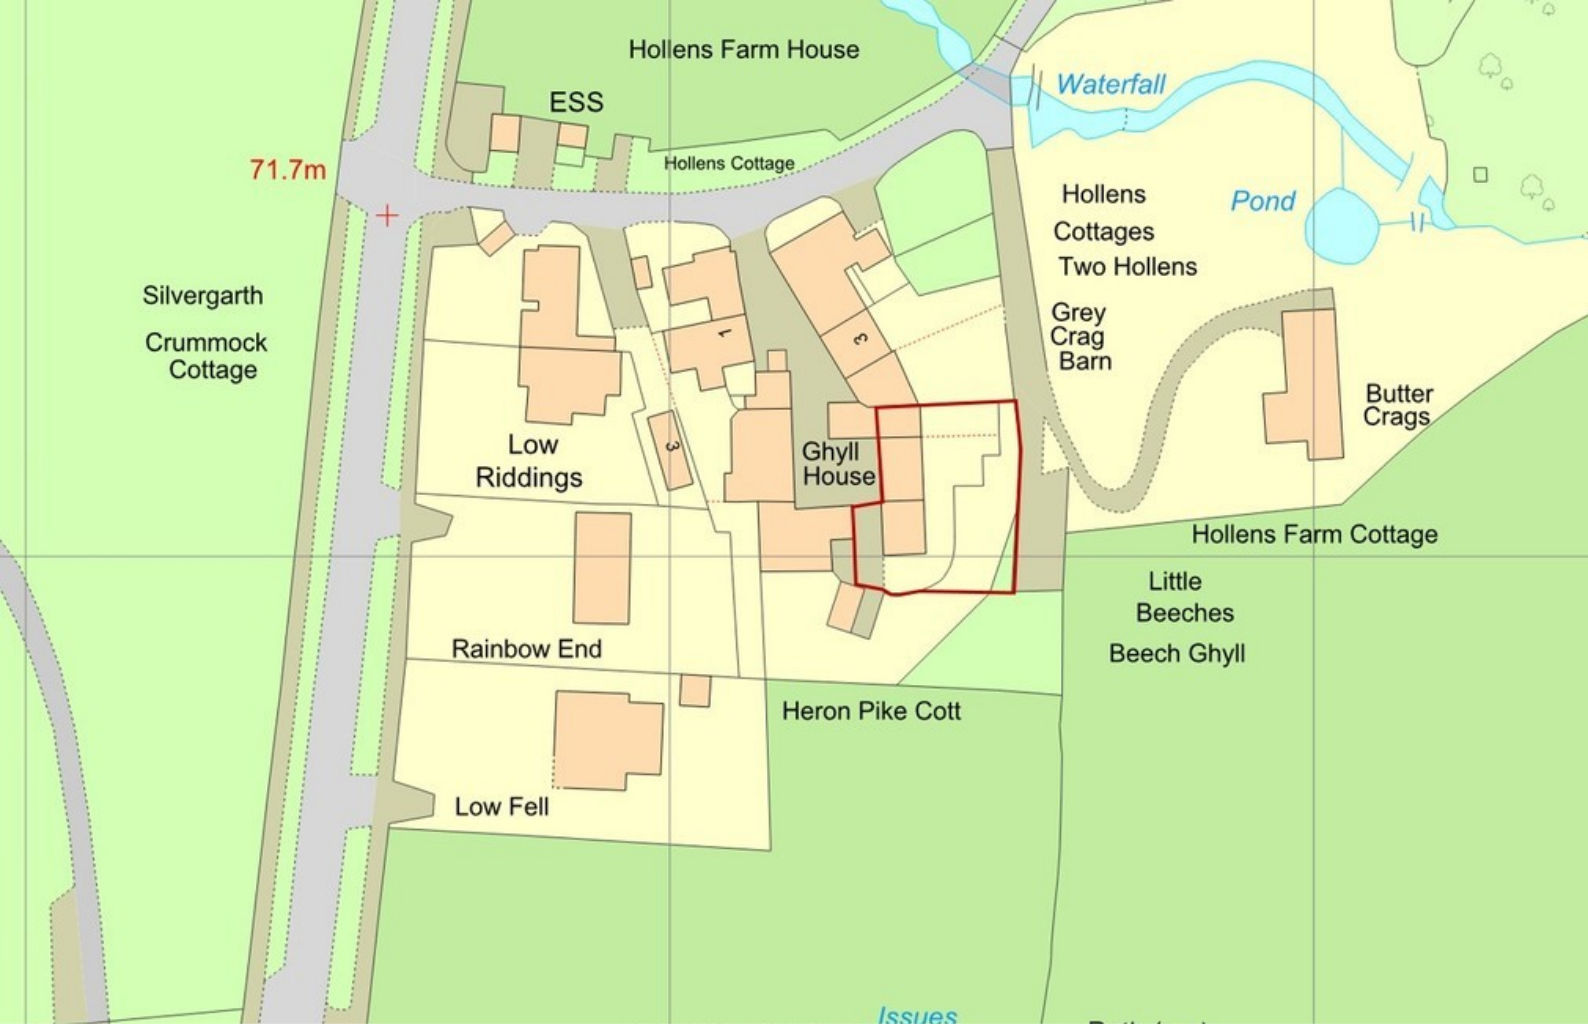 Hollens Farm House
ESS
Waterfall
Hollens Cottage
71.7m
Hollens
Cottages
Two Hollens
Pond
Silvergarth
Crummock
Cottage
Grey
Crag
Barn
1
3
Butter
Crags
Low
Riddings
3
Ghyll
House
Hollens Farm Cottage
Little
Beeches
Beech Ghyll
Rainbow End
Heron Pike Cott
Low Fell
Issues